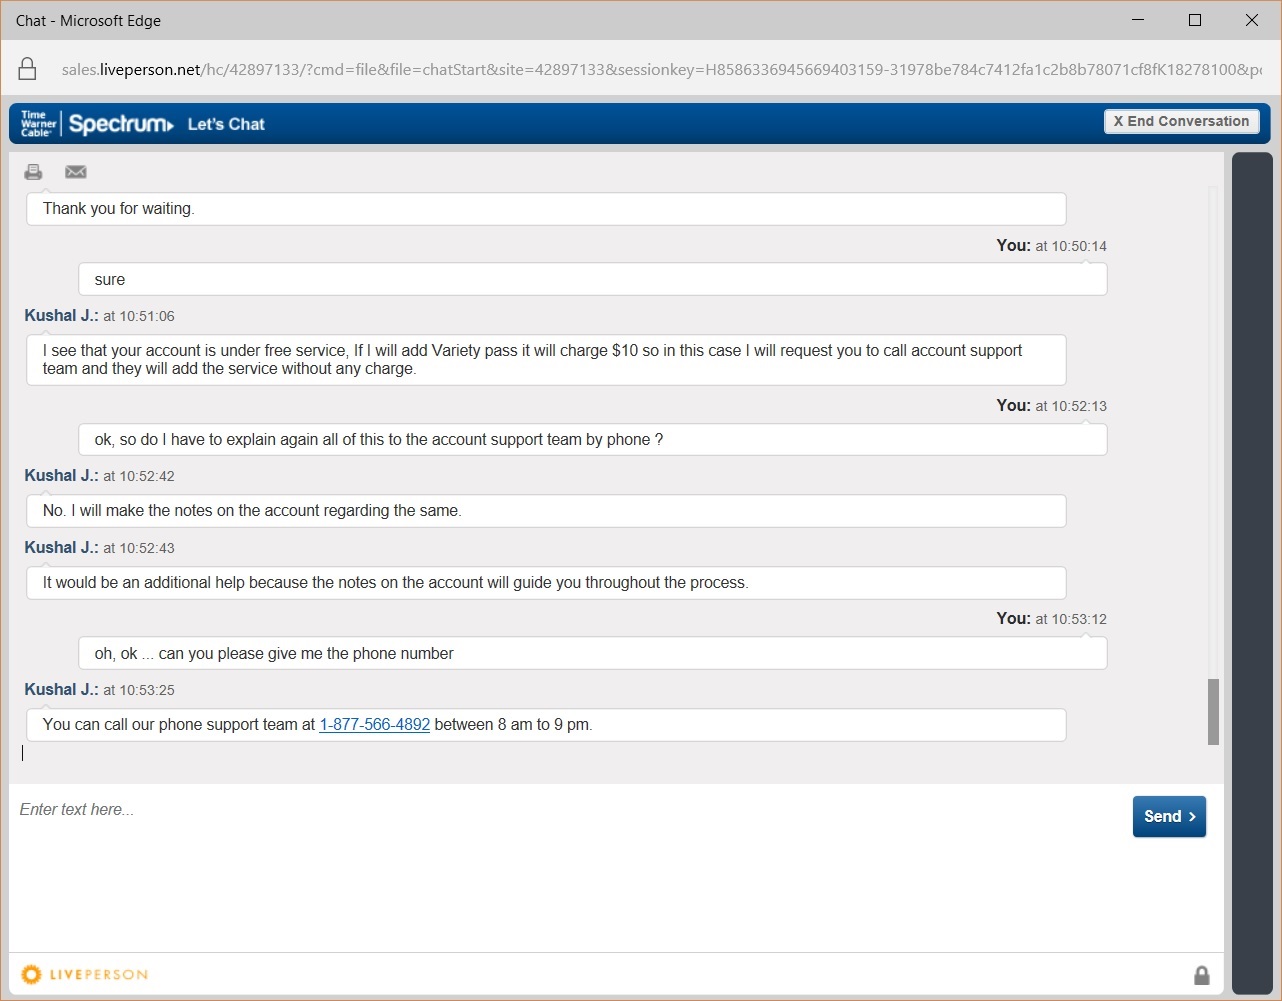 Chat - Microsoft Edge
sales.liveperson.net/hc/42897133/?cmd=file&file=chatStart&site=42897133&sessionkey=H8586336945669403159-31978be784c7412fa1c2b8b78071cf8fK18278100&pc
Time Warner Cable Spectrum Let's Chat
X End Conversation
Thank you for waiting.
You: at 10:50:14
sure
Kushal J.: at 10:51:06
I see that your account is under free service, If I will add Variety pass it will charge $10 so in this case I will request you to call account support
team and they will add the service without any charge.
You: at 10:52:13
ok, so do I have to explain again all of this to the account support team by phone ?
Kushal J.: at 10:52:42
No. I will make the notes on the account regarding the same.
Kushal J.: at 10:52:43
It would be an additional help because the notes on the account will guide you throughout the process.
You: at 10:53:12
oh, ok ... can you please give me the phone number
Kushal J.: at 10:53:25
You can call our phone support team at 1-877-566-4892 between 8 am to 9 pm.
Enter text here...
Send
LIVEPERSON